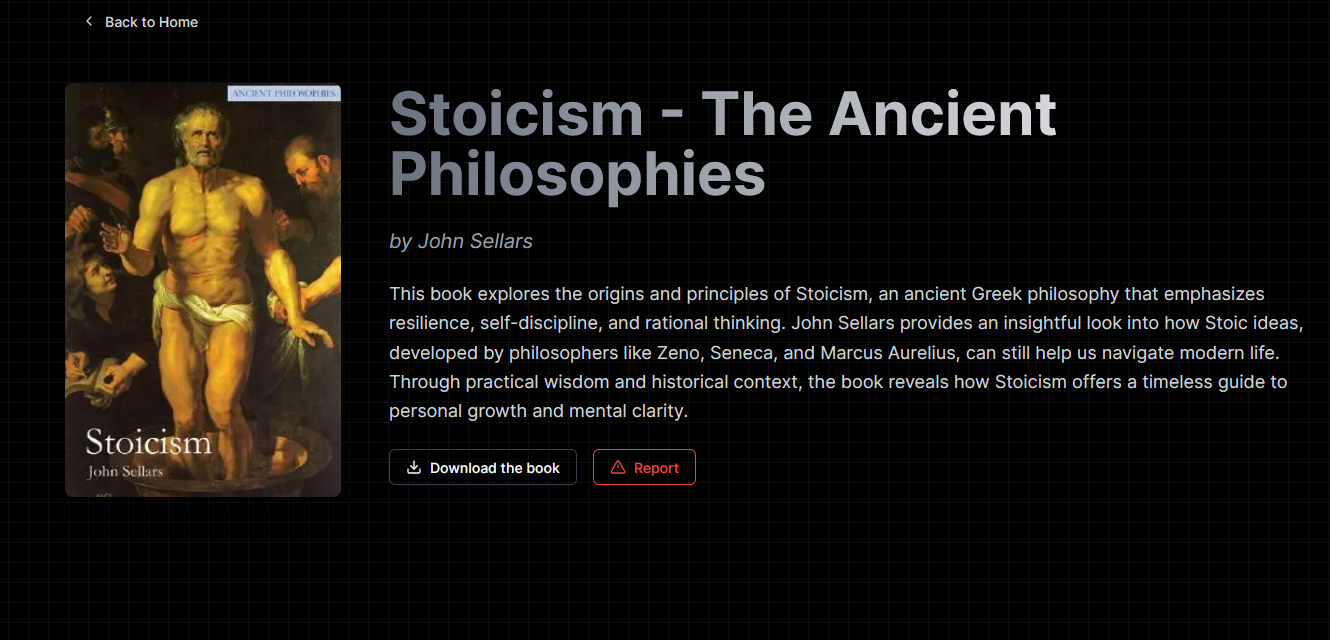 Back to Home
ANCIENT PHILOSOPHIES
Stoicism
John Sellars
Stoicism - The Ancient
Philosophies
by John Sellars
This book explores the origins and principles of Stoicism, an ancient Greek philosophy that emphasizes
resilience, self-discipline, and rational thinking. John Sellars provides an insightful look into how Stoic ideas,
developed by philosophers like Zeno, Seneca, and Marcus Aurelius, can still help us navigate modern life.
Through practical wisdom and historical context, the book reveals how Stoicism offers a timeless guide to
personal growth and mental clarity.
Download the book
Report